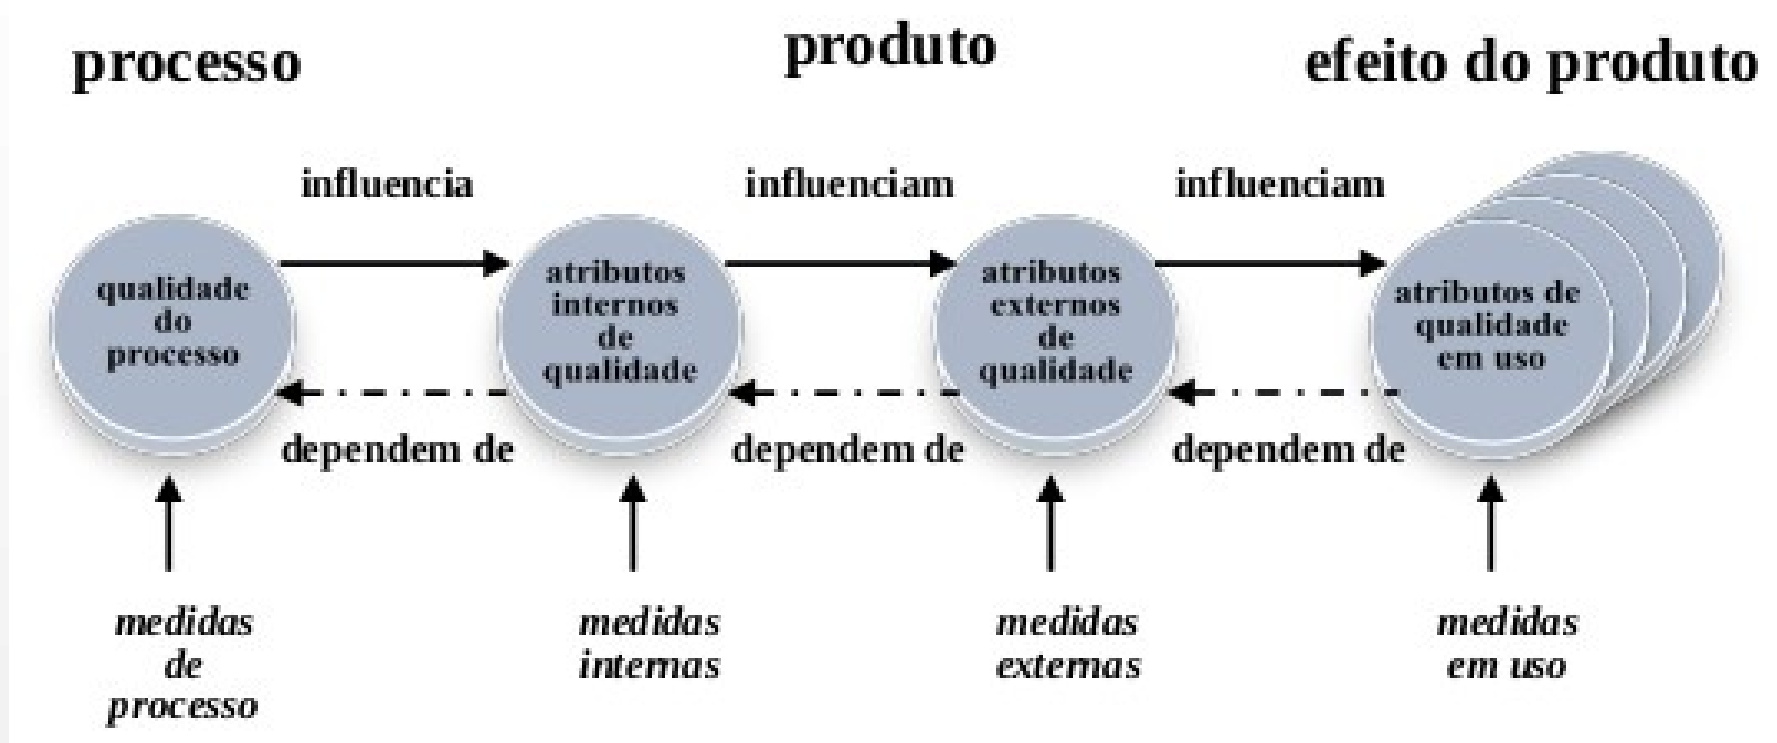 processo
produto
efeito do produto
influencia
influenciam
influenciam
qualidade
do
processo
atributos
internos
de
qualidade
atributos
externos
de
qualidade
atributos de
qualidade
em uso
dependem de
dependem de
dependem de
medidas
de
processo
medidas
internas
medidas
externas
medidas
em uso